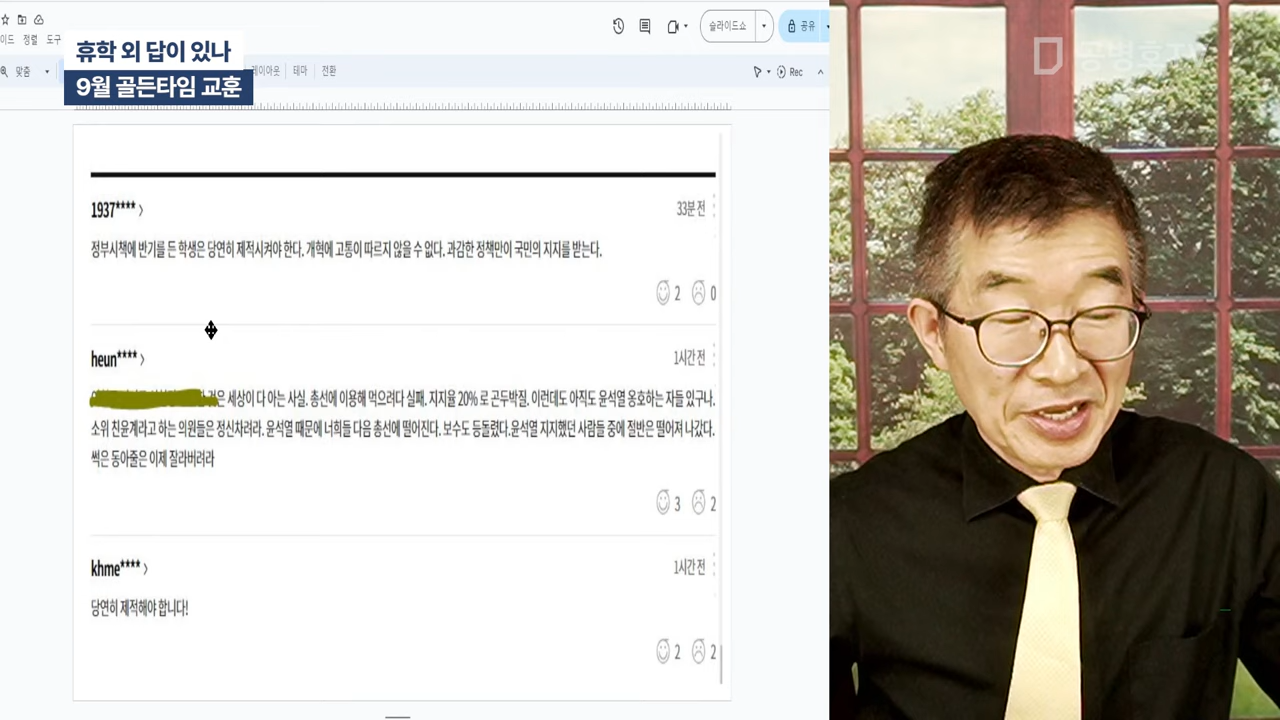 이드 정렬 도구
슬라이드쇼
공유
맞춤
레이아웃
테마
전환
Rec
휴학 외 답이 있나
9월 골든타임 교훈
공병호TV
1937****
33분 전
정부시책에 반기를 든 학생은 당연히 제적시켜야 한다. 개혁에 고통이 따르지 않을 수 없다. 과감한 정책만이 국민의 지지를 받는다.
2
0
heun****
1시간 전
것은 세상이 다 아는 사실. 총선에 이용해 먹으려다 실패. 지지율 20% 로 곤두박질. 이런데도 아직도 윤석열 옹호하는 자들 있구나.
소위 친윤계라고 하는 의원들은 정신차려라. 윤석열 때문에 너희들 다음 총선에 떨어진다. 보수도 등돌렸다.윤석열 지지했던 사람들 중에 절반은 떨어져 나갔다.
썩은 동아줄은 이제 잘라버려라
3
2
khme****
1시간 전
당연히 제적해야 합니다!
2
2